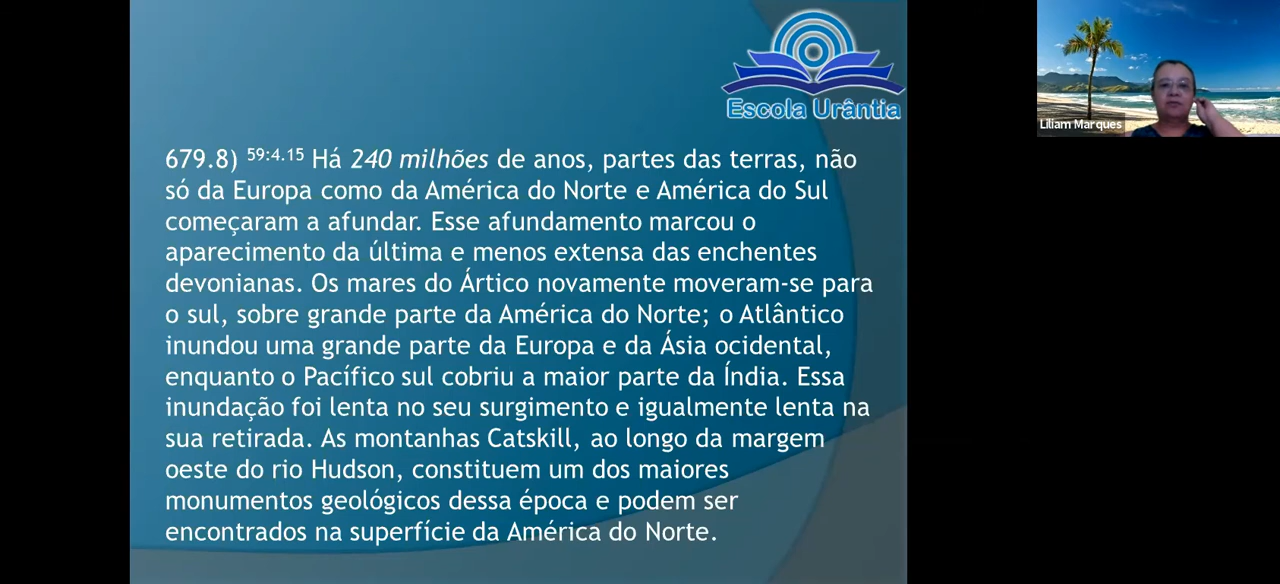 Escola Urântia
Liliam Marques
679.8) 59:4.15 Há 240 milhões de anos, partes das terras, não
só da Europa como da América do Norte e América do Sul
começaram a afundar. Esse afundamento marcou o
aparecimento da última e menos extensa das enchentes
devonianas. Os mares do Ártico novamente moveram-se para
o sul, sobre grande parte da América do Norte; o Atlântico
inundou uma grande parte da Europa e da Ásia ocidental,
enquanto o Pacífico sul cobriu a maior parte da Índia. Essa
inundação foi lenta no seu surgimento e igualmente lenta na
sua retirada. As montanhas Catskill, ao longo da margem
oeste do rio Hudson, constituem um dos maiores
monumentos geológicos dessa época e podem ser
encontrados na superfície da América do Norte.